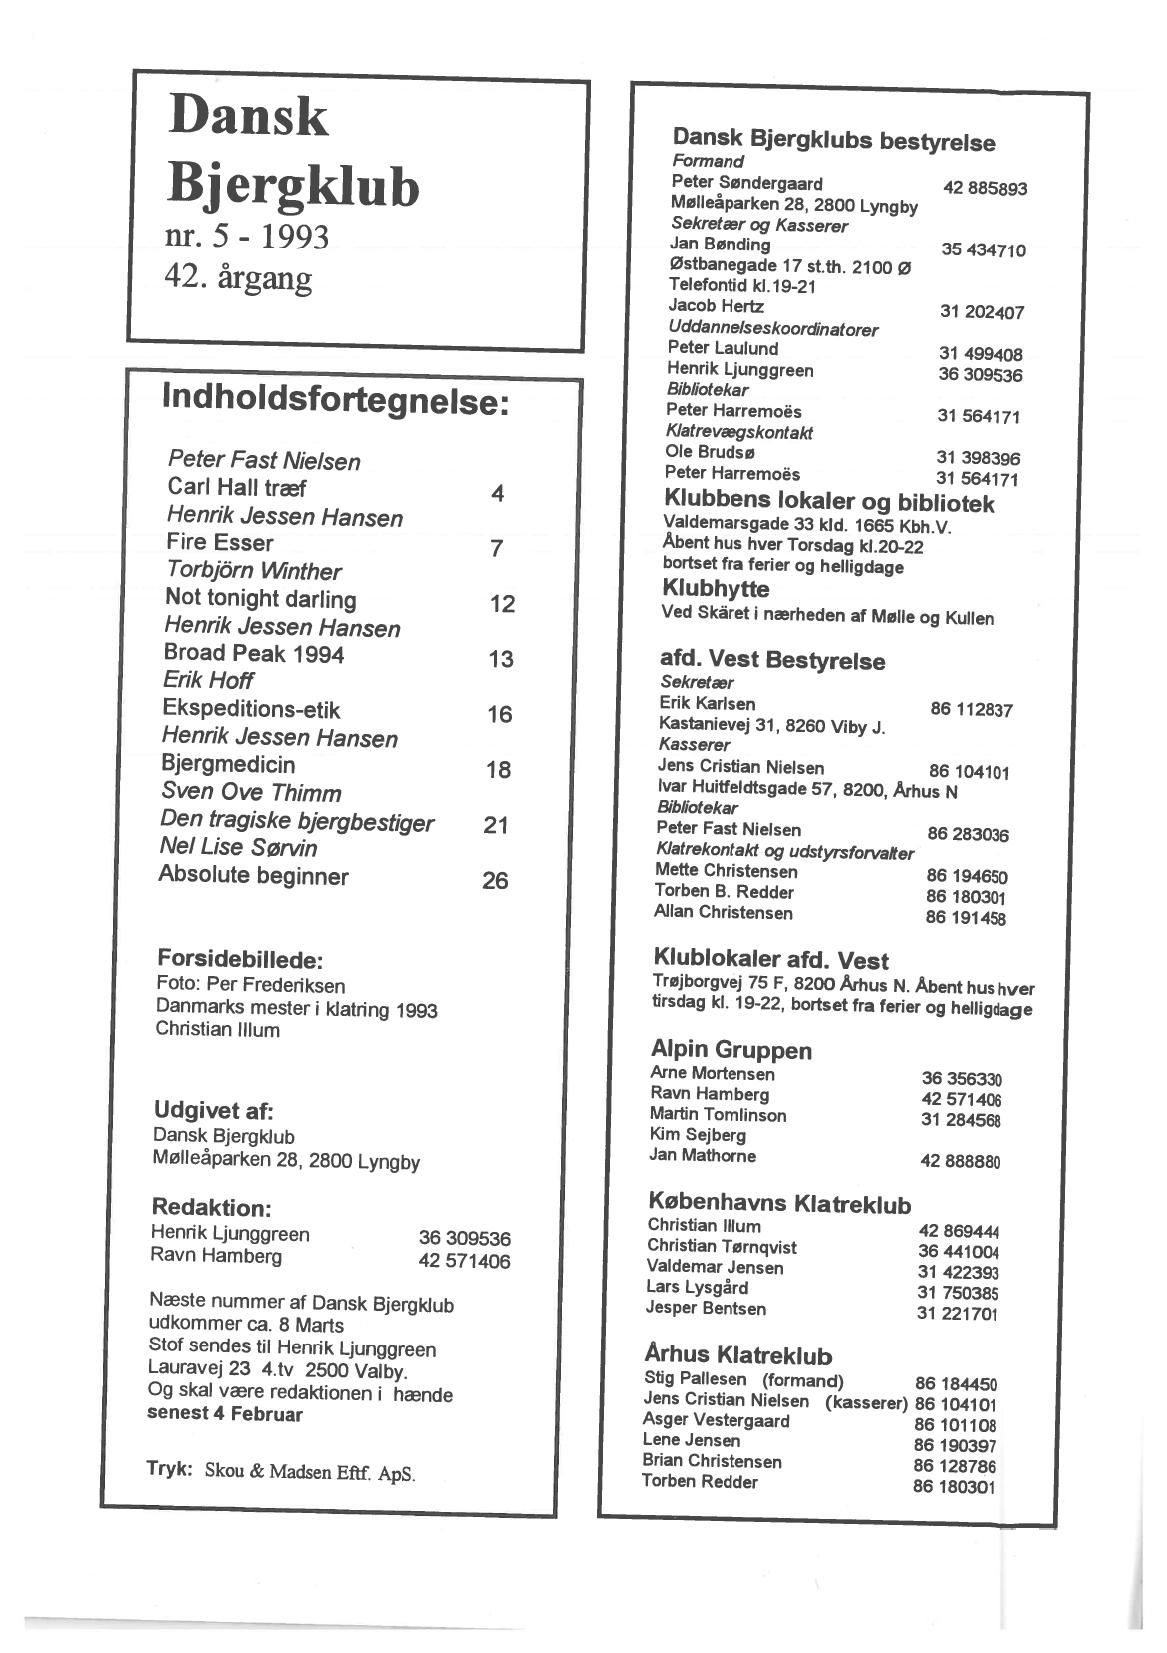 Dansk
Bjergklub
nr. 5 - 1993
42. årgang
Indholdsfortegnelse:
Peter Fast Nielsen
Carl Hall træf 4
Henrik Jessen Hansen
Fire Esser 7
Torbjörn Winther
Not tonight darling 12
Henrik Jessen Hansen
Broad Peak 1994 13
Erik Hoff
Ekspeditions-etik 16
Henrik Jessen Hansen
Bjergmedicin 18
Sven Ove Thimm
Den tragiske bjergbestiger 21
Nel Lise Sørvin
Absolute beginner 26
Forsidebillede:
Foto: Per Frederiksen
Danmarks mester i klatring 1993
Christian Illum
Udgivet af:
Dansk Bjergklub
Mølleåparken 28, 2800 Lyngby
Redaktion:
Henrik Ljunggreen 36 309536
Ravn Hamberg 42 571406
Næste nummer af Dansk Bjergklub
udkommer ca. 8 Marts
Stof sendes til Henrik Ljunggreen
Lauravej 23 4.tv 2500 Valby.
Og skal være redaktionen i hænde
senest 4 Februar
Tryk: Skou & Madsen Eftf. ApS.
Dansk Bjergklubs bestyrelse
Formand
Peter Søndergaard 42 885893
Mølleåparken 28, 2800 Lyngby
Sekretær og Kasserer
Jan Bønding 35 434710
Østbanegade 17 st.th. 2100 Ø
Telefontid kl.19-21
Jacob Hertz 31 202407
Uddannelseskoordinatorer
Peter Laulund 31 499408
Henrik Ljunggreen 36 309536
Bibliotekar
Peter Harremoës 31 564171
Klatrevægskontakt
Ole Brudsø 31 398396
Peter Harremoës 31 564171
Klubbens lokaler og bibliotek
Valdemarsgade 33 kld. 1665 Kbh.V.
Åbent hus hver Torsdag kl.20-22
bortset fra ferier og helligdage
Klubhytte
Ved Skäret i nærheden af Mølle og Kullen
afd. Vest Bestyrelse
Sekretær
Erik Karlsen 86 112837
Kastanievej 31, 8260 Viby J.
Kasserer
Jens Cristian Nielsen 86 104101
Ivar Huitfeldtsgade 57, 8200, Århus N
Bibliotekar
Peter Fast Nielsen 86 283036
Klatrekontakt og udstyrsforvalter
Mette Christensen 86 194650
Torben B. Redder 86 180301
Allan Christensen 86 191458
Klublokaler afd. Vest
Trøjborgvej 75 F, 8200 Århus N. Åbent hus hver
tirsdag kl. 19-22, bortset fra ferier og helligdage
Alpin Gruppen
Arne Mortensen 36 356330
Ravn Hamberg 42 571406
Martin Tomlinson 31 284568
Kim Sejberg
Jan Mathorne 42 888880
Københavns Klatreklub
Christian Illum 42 869444
Christian Tørnqvist 36 441004
Valdemar Jensen 31 422393
Lars Lysgård 31 750385
Jesper Bentsen 31 221701
Århus Klatreklub
Stig Pallesen (formand) 86 184450
Jens Cristian Nielsen (kasserer) 86 104101
Asger Vestergaard 86 101108
Lene Jensen 86 190397
Brian Christensen 86 128786
Torben Redder 86 180301